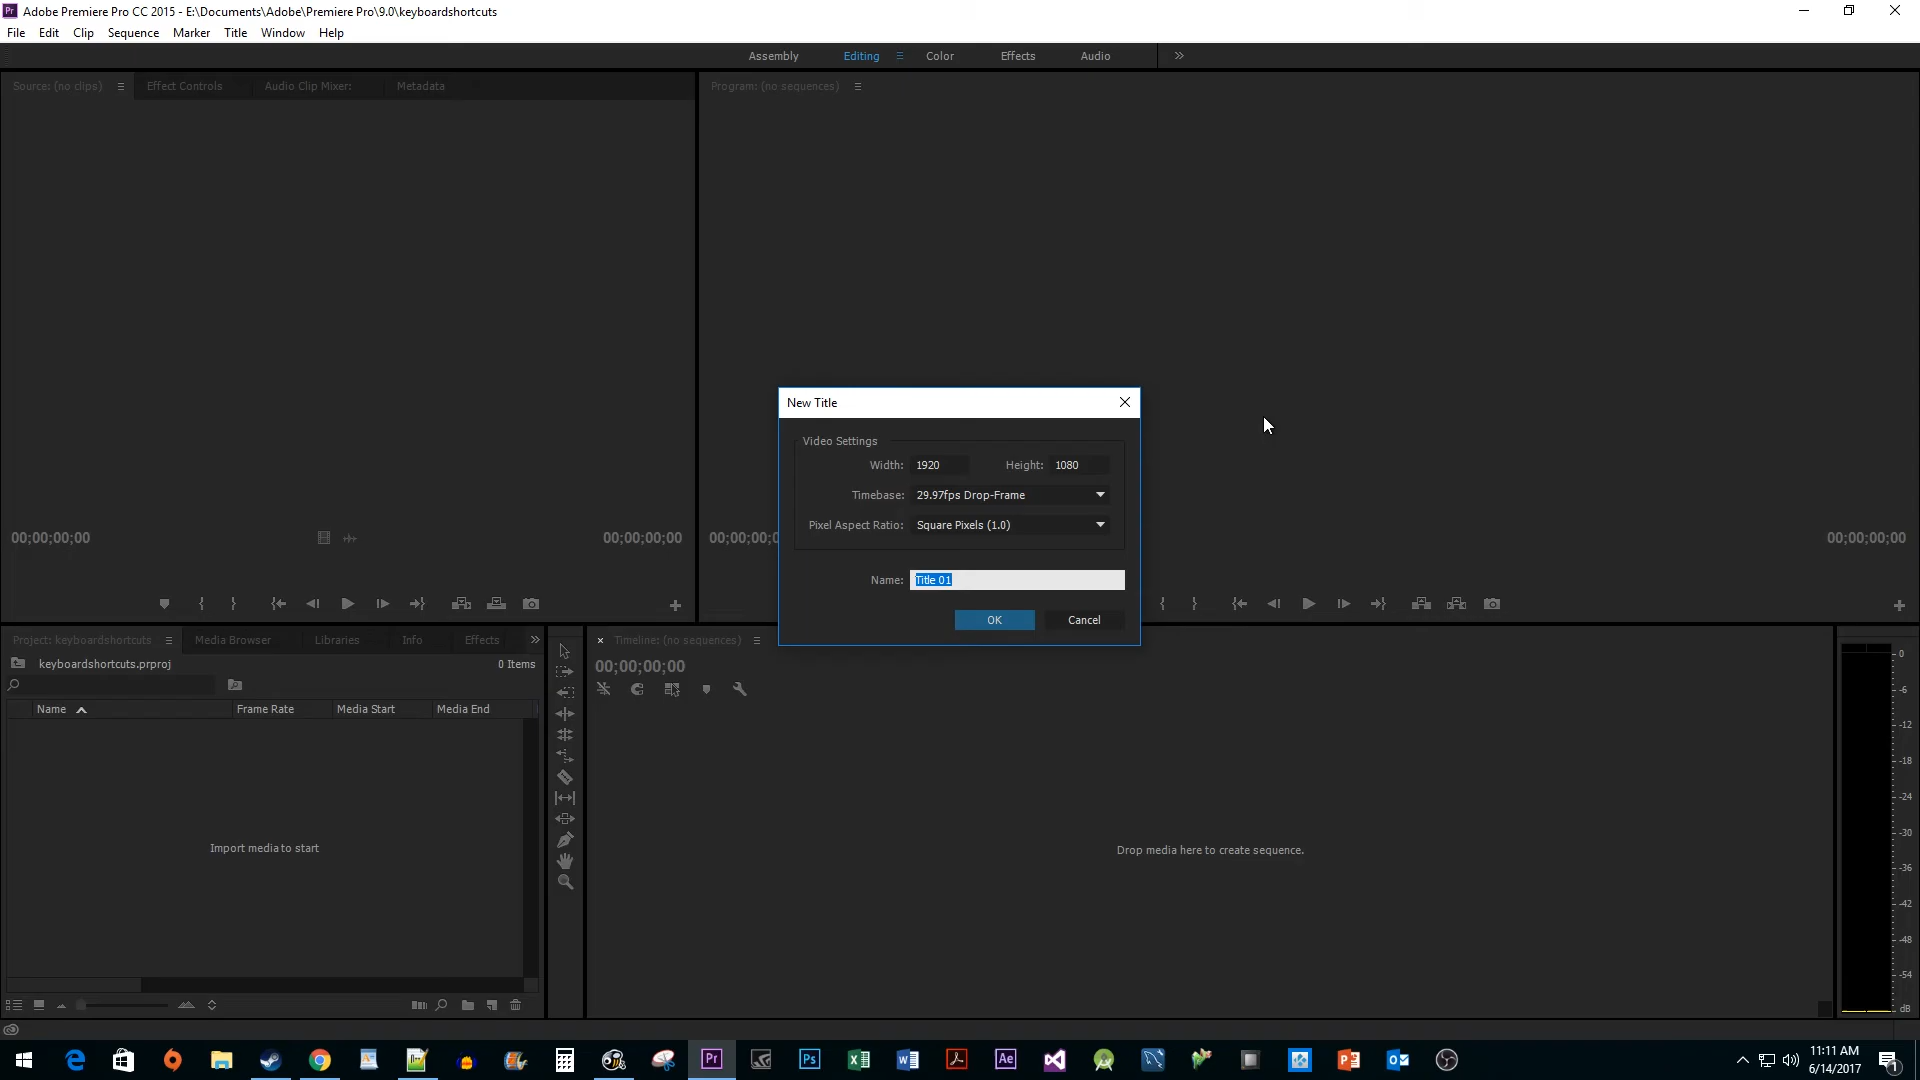 Adobe Premiere Pro CC 2015 - E:\Documents\Adobe\Premiere Pro\9.0\keyboardshortcuts
File Edit Clip Sequence Marker Title Window Help
Assembly Editing Color Effects Audio
Source: (no clips) Effect Controls Audio Clip Mixer: Metadata
Program: (no sequences)
New Title
Video Settings
Width: 1920 Height: 1080
Timebase: 29.97fps Drop-Frame
Pixel Aspect Ratio: Square Pixels (1.0)
Name: Title 01
OK Cancel
00;00;00;00 00;00;00;00
00;00;00;0 00;00;00;00
Project: keyboardshortcuts Media Browser Libraries Info Effects
keyboardshortcuts.prproj 0 Items
Name Frame Rate Media Start Media End
Import media to start
Timeline: (no sequences)
00;00;00;00
Drop media here to create sequence.
0
-6
-12
-18
-24
-30
-36
-42
-48
-54
dB
11:11 AM
6/14/2017